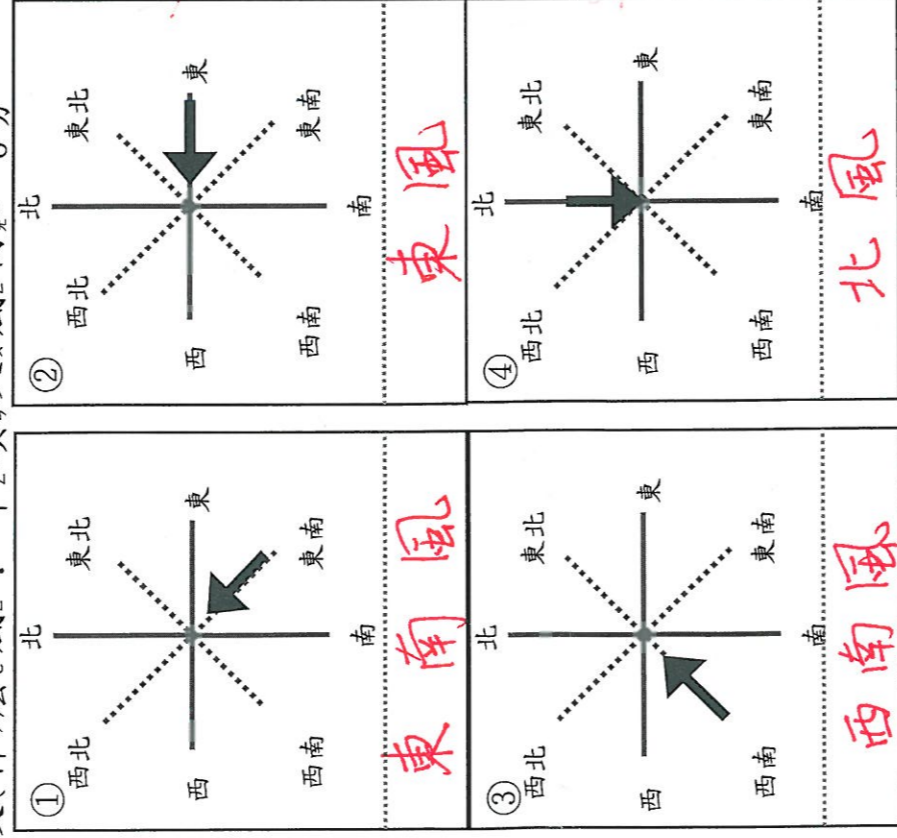 ①
北
西北 東北
西 東
西南 東南
南
東南風
②
北
西北 東北
西 東
西南 東南
南
東風
③
北
西北 東北
西 東
西南 東南
南
西南風
④
北
西北 東北
西 東
西南 東南
南
北風